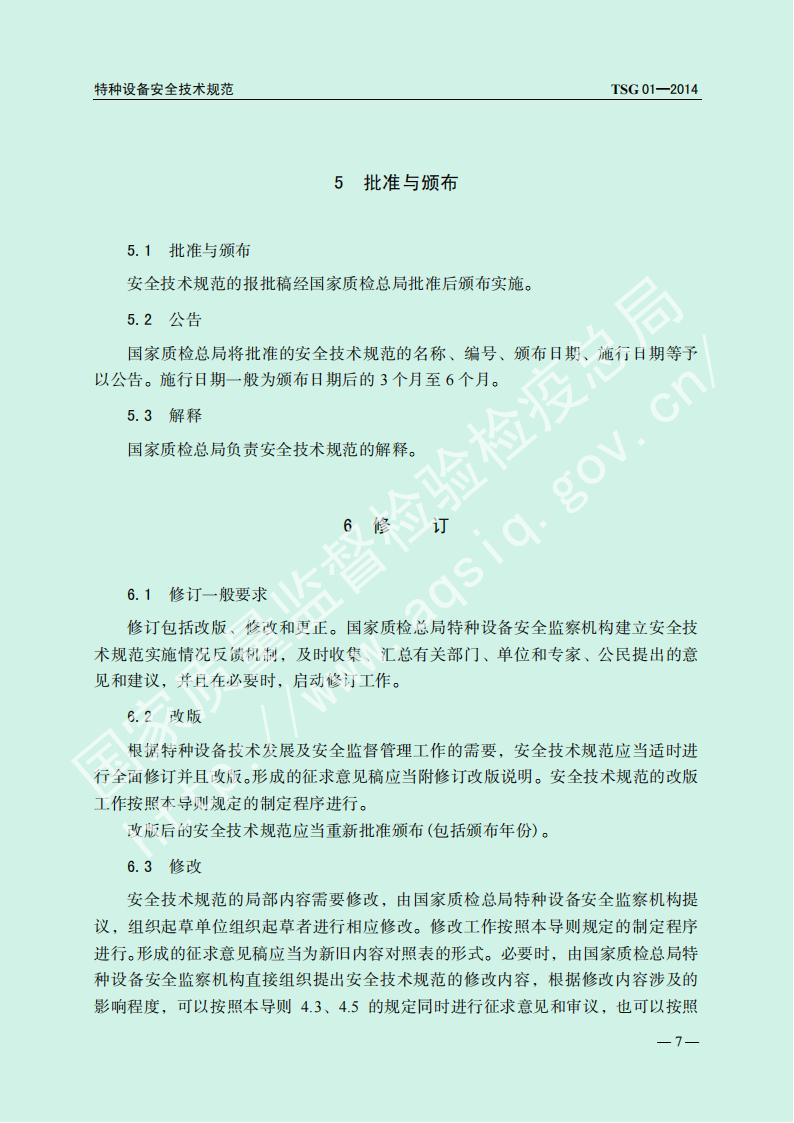 特种设备安全技术规范 TSG 01—2014
5 批准与颁布
5.1 批准与颁布
安全技术规范的报批稿经国家质检总局批准后颁布实施。
5.2 公告
国家质检总局将批准的安全技术规范的名称、编号、颁布日期、施行日期等予
以公告。施行日期一般为颁布日期后的 3 个月至 6 个月。
5.3 解释
国家质检总局负责安全技术规范的解释。
6 修 订
6.1 修订一般要求
修订包括改版、修改和更正。国家质检总局特种设备安全监察机构建立安全技
术规范实施情况反馈机制，及时收集、汇总有关部门、单位和专家、公民提出的意
见和建议，并且在必要时，启动修订工作。
6.2 改版
根据特种设备技术发展及安全监督管理工作的需要，安全技术规范应当适时进
行全面修订并且改版。形成的征求意见稿应当附修订改版说明。安全技术规范的改版
工作按照本导则规定的制定程序进行。
改版后的安全技术规范应当重新批准颁布(包括颁布年份)。
6.3 修改
安全技术规范的局部内容需要修改，由国家质检总局特种设备安全监察机构提
议，组织起草单位组织起草者进行相应修改。修改工作按照本导则规定的制定程序
进行。形成的征求意见稿应当为新旧内容对照表的形式。必要时，由国家质检总局特
种设备安全监察机构直接组织提出安全技术规范的修改内容，根据修改内容涉及的
影响程度，可以按照本导则 4.3、4.5 的规定同时进行征求意见和审议，也可以按照
— 7 —
国家质量监督检验检疫总局
http://www.aqsiq.gov.cn/